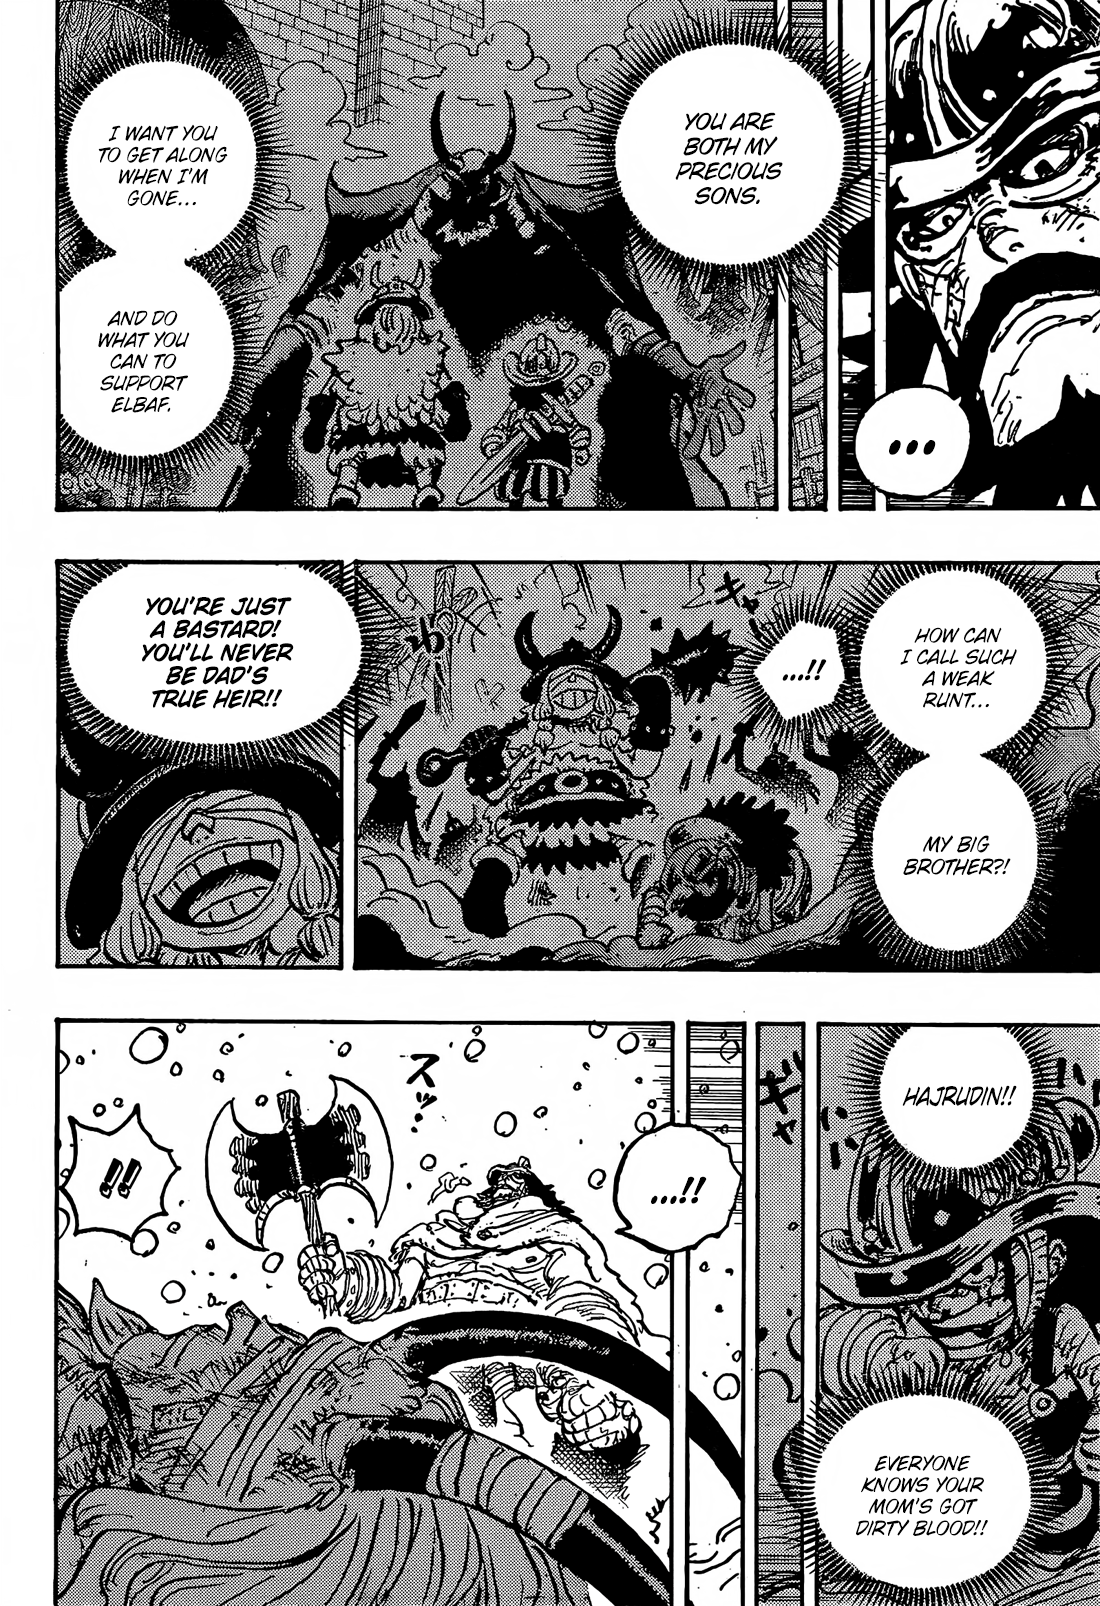 ...
YOU ARE
BOTH MY
PRECIOUS
SONS.
I WANT YOU
TO GET ALONG
WHEN I'M
GONE...
AND DO
WHAT YOU
CAN TO
SUPPORT
ELBAF.
HOW CAN
I CALL SUCH
A WEAK
RUNT...
MY BIG
BROTHER?!
...!!
YOU'RE JUST
A BASTARD!
YOU'LL NEVER
BE DAD'S
TRUE HEIR!!
HAJRUDIN!!
EVERYONE
KNOWS YOUR
MOM'S GOT
DIRTY BLOOD!!
...!!
スッ
!!